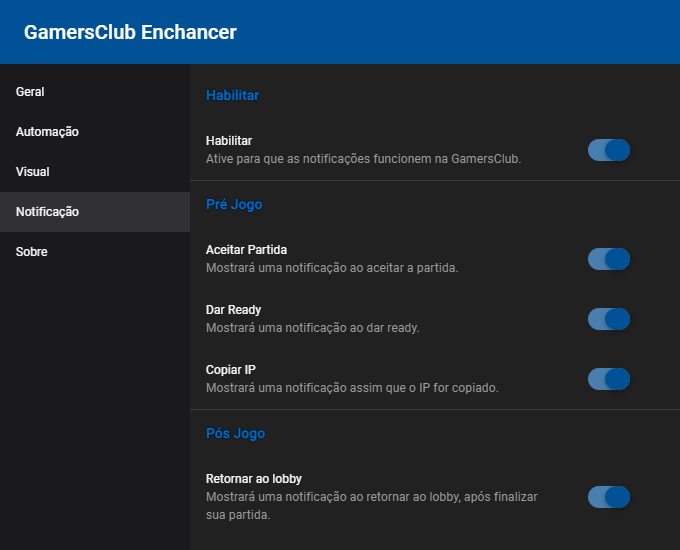 GamersClub Enchancer
Geral
Automação
Visual
Notificação
Sobre
Habilitar
Habilitar
Ative para que as notificações funcionem na GamersClub.
Pré Jogo
Aceitar Partida
Mostrará uma notificação ao aceitar a partida.
Dar Ready
Mostrará uma notificação ao dar ready.
Copiar IP
Mostrará uma notificação assim que o IP for copiado.
Pós Jogo
Retornar ao lobby
Mostrará uma notificação ao retornar ao lobby, após finalizar
sua partida.